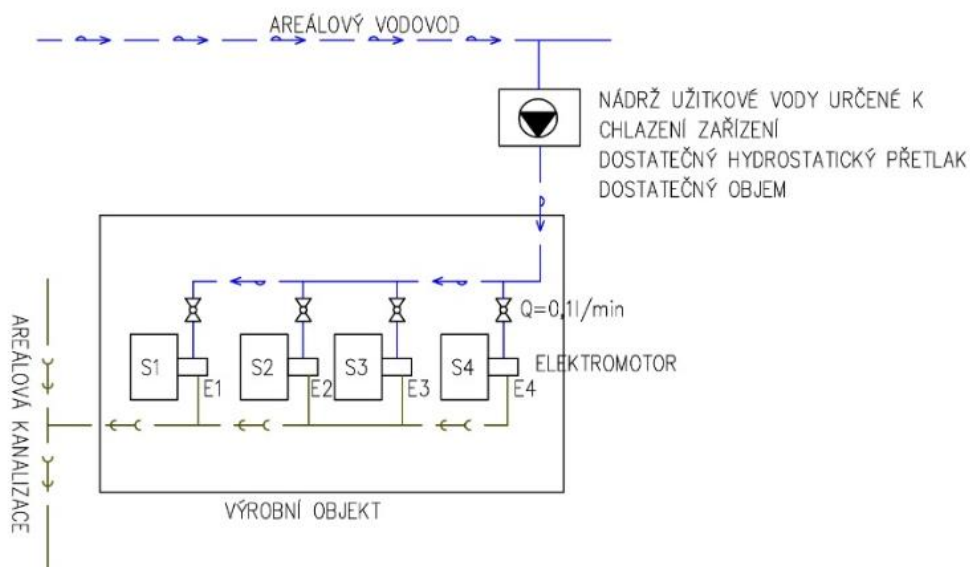 AREÁLOVÝ VODOVOD
NÁDRŽ UŽITKOVÉ VODY URČENÉ K
CHLAZENÍ ZAŘÍZENÍ
DOSTATEČNÝ HYDROSTATICKÝ PŘETLAK
DOSTATEČNÝ OBJEM
Q=0,1l/min
S1
S2
S3
S4
ELEKTROMOTOR
E1
E2
E3
E4
AREÁLOVÁ KANALIZACE
VÝROBNÍ OBJEKT